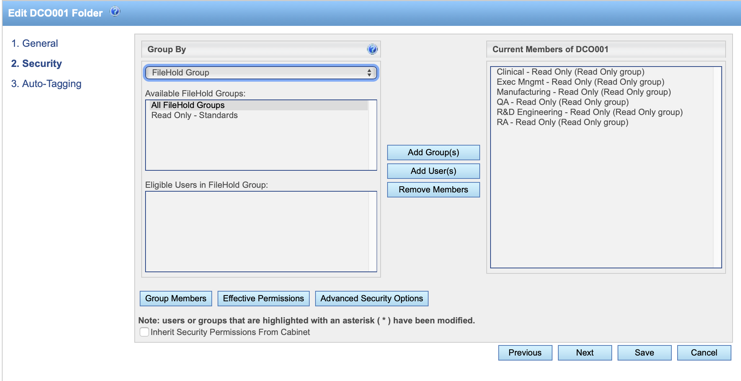 Edit DCO001 Folder ?
1. General
2. Security
3. Auto-Tagging
Group By ?
FileHold Group
Available FileHold Groups:
All FileHold Groups
Read Only - Standards
Eligible Users in FileHold Group:
Add Group(s)
Add User(s)
Remove Members
Current Members of DCO001
Clinical - Read Only (Read Only group)
Exec Mngmt - Read Only (Read Only group)
Manufacturing - Read Only (Read Only group)
QA - Read Only (Read Only group)
R&D Engineering - Read Only (Read Only group)
RA - Read Only (Read Only group)
Group Members Effective Permissions Advanced Security Options
Note: users or groups that are highlighted with an asterisk ( * ) have been modified.
Inherit Security Permissions From Cabinet
Previous Next Save Cancel